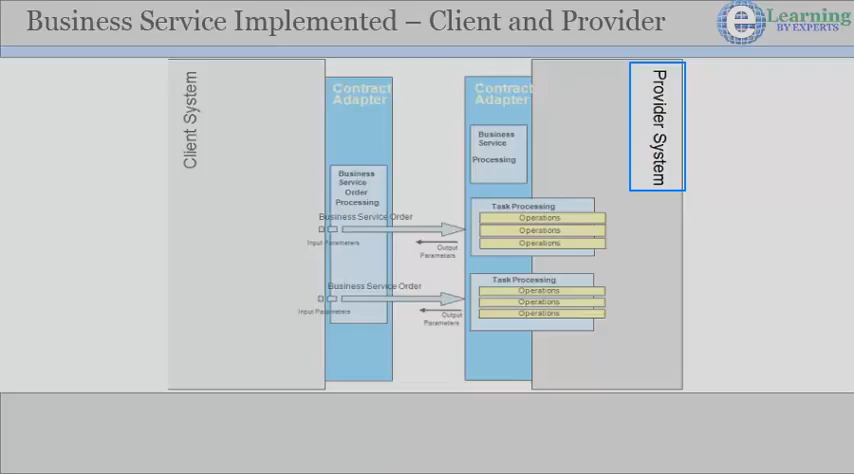 Business Service Implemented – Client and Provider
e Learning
BY EXPERTS
Client System
Contract
Adapter
Business
Service
Order
Processing
Business Service Order
Input Parameters
Output
Parameters
Business Service Order
Input Parameters
Output
Parameters
Contract
Adapter
Business
Service
Processing
Task Processing
Operations
Operations
Operations
Task Processing
Operations
Operations
Operations
Provider System